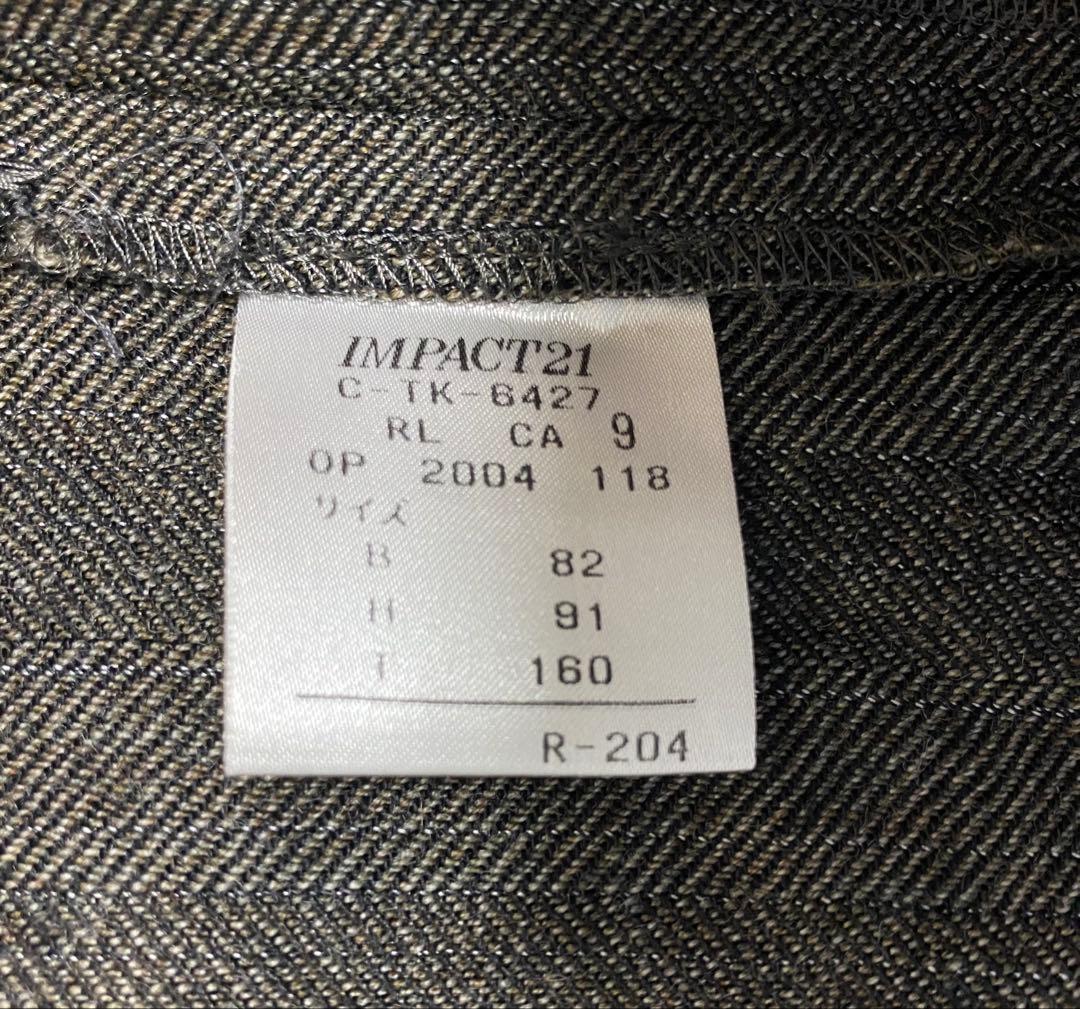 IMPACT21
C-TK-6427
RL CA 9
OP 2004 118
サイズ
B 82
H 91
T 160
R-204